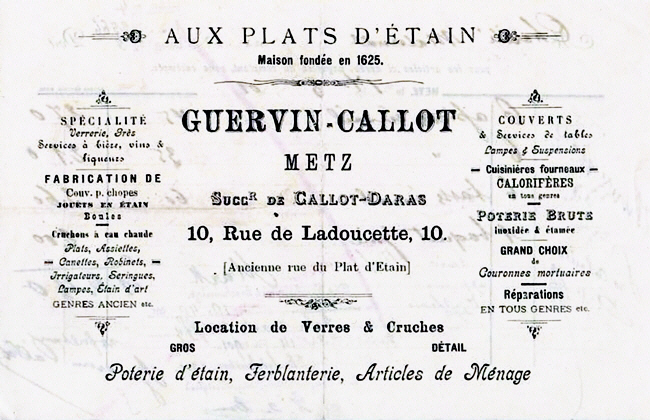 AUX PLATS D'ÉTAIN
Maison fondée en 1625.
GUERVIN-CALLOT
METZ
Succᴿ DE CALLOT-DARAS
10, Rue de Ladoucette, 10.
[Ancienne rue du Plat d'Etain]
SPÉCIALITÉ
Verrerie, Grès
Services à bière, vins &
liqueurs
FABRICATION DE
Couv. p. chopes
JOUETS EN ÉTAIN
Boules
Cruchons à eau chaude
Plats, Assiettes,
Canettes, Robinets,
Irrigateurs, Seringues,
Lampes, Étain d'art
GENRES ANCIEN etc.
COUVERTS
& Services de tables
Lampes & Suspensions
Cuisinières fourneaux
CALORIFÈRES
en tous genres
POTERIE BRUTE
inoxidée & étamée
GRAND CHOIX
de
Couronnes mortuaires
Réparations
EN TOUS GENRES etc.
Location de Verres & Cruches
GROS DÉTAIL
Poterie d'étain, Ferblanterie, Articles de Ménage